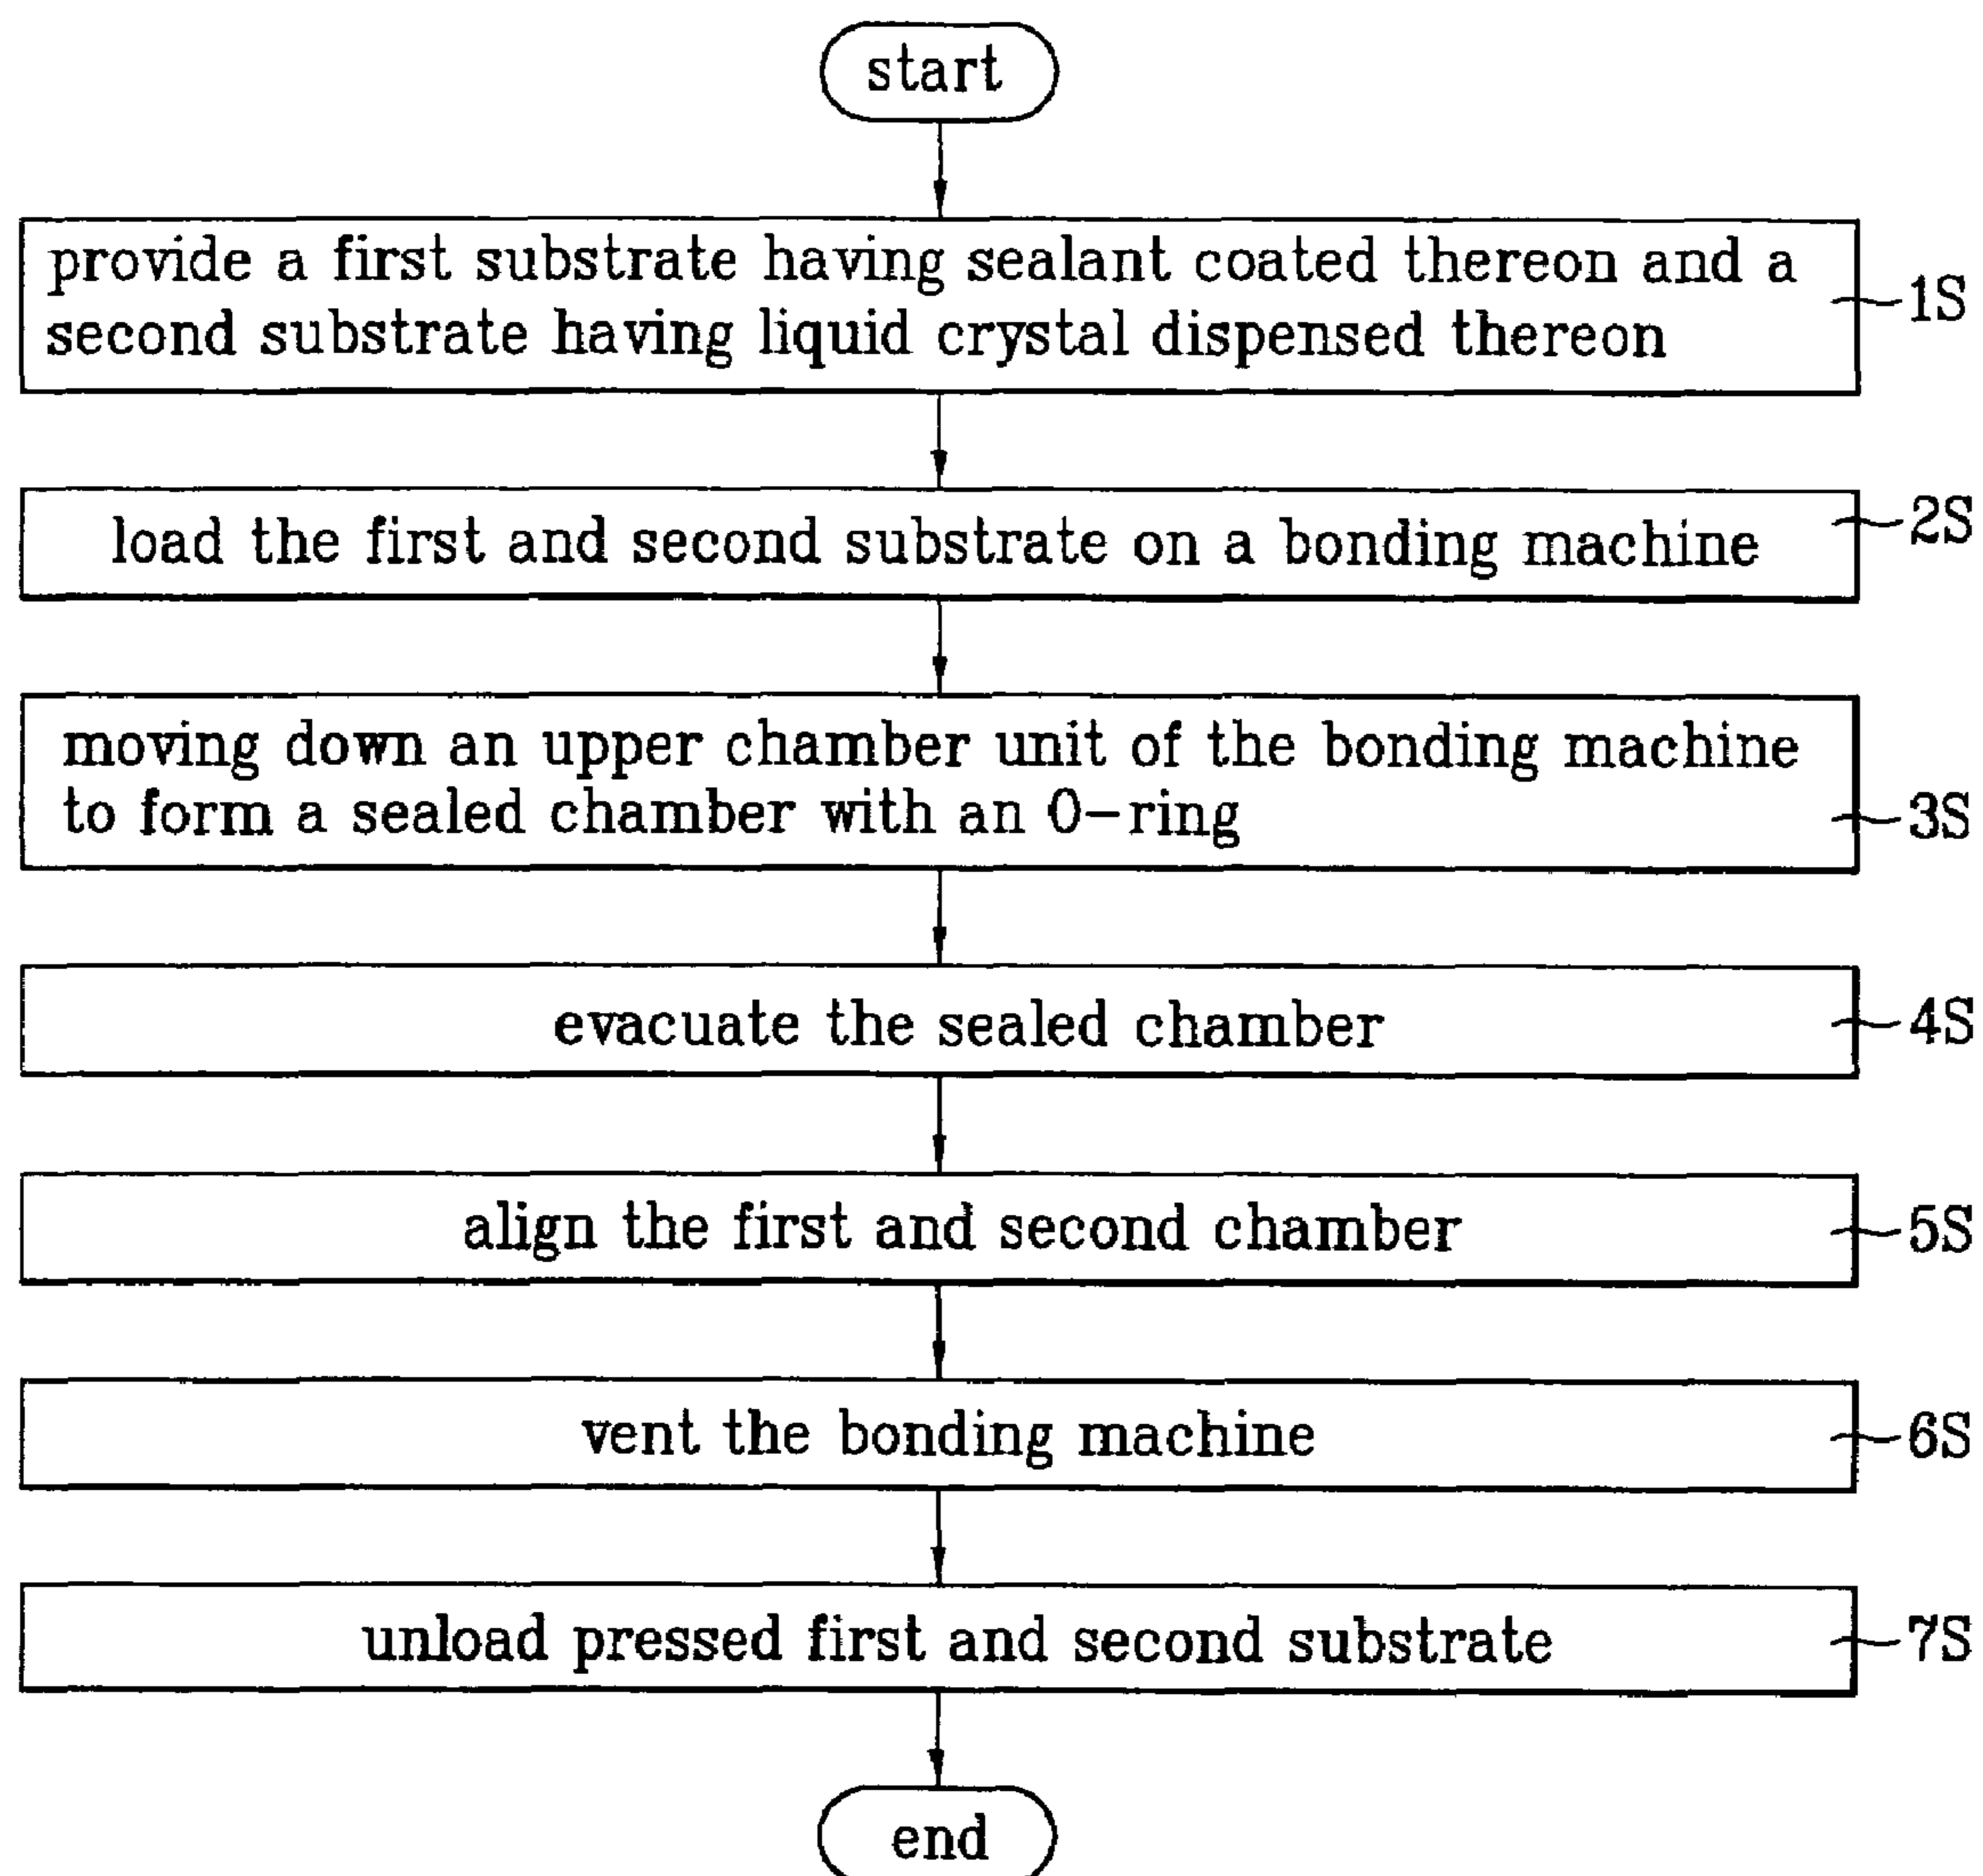 start
provide a first substrate having sealant coated thereon and a
second substrate having liquid crystal dispensed thereon
1S
load the first and second substrate on a bonding machine
2S
moving down an upper chamber unit of the bonding machine
to form a sealed chamber with an O-ring
3S
evacuate the sealed chamber
4S
align the first and second chamber
5S
vent the bonding machine
6S
unload pressed first and second substrate
7S
end